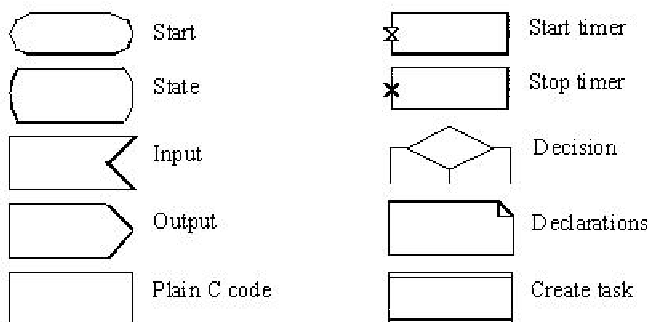 Start
State
Input
Output
Plain C code
Start timer
Stop timer
Decision
Declarations
Create task